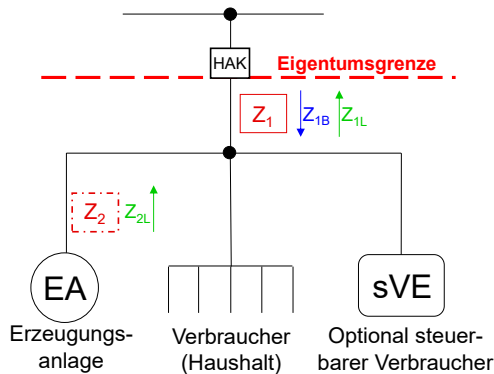 HAK
Eigentumsgrenze
Z1 Z1B Z1L
Z2 Z2L
EA sVE
Erzeugungs-
anlage
Verbraucher
(Haushalt)
Optional steuer-
barer Verbraucher